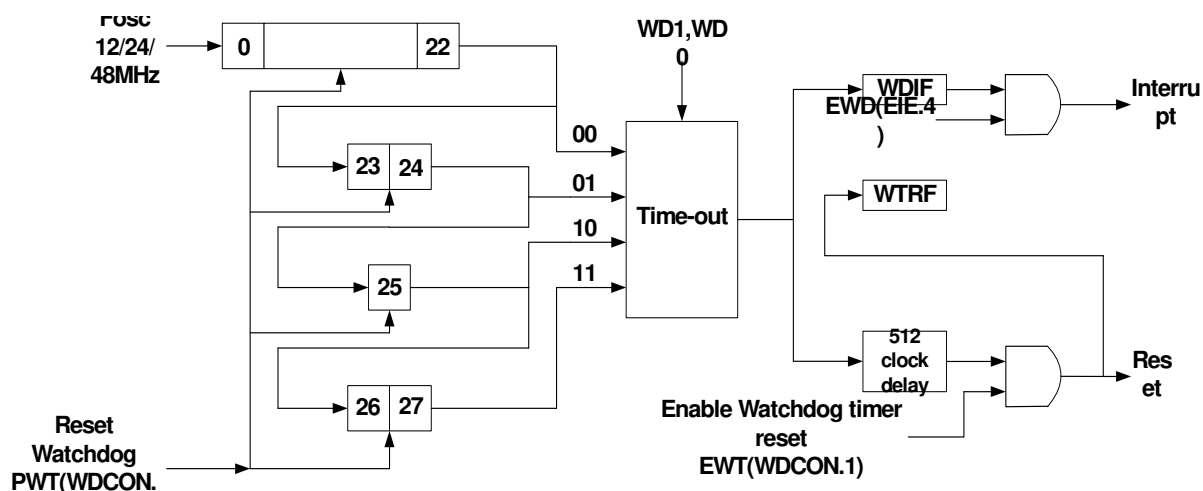 Fosc
12/24/
48MHz
0
22
WD1,WD
0
00
23
24
01
10
25
11
26
27
Time-out
WDIF
EWD(EIE.4
)
Interru
pt
WTRF
512
clock
delay
Res
et
Enable Watchdog timer
reset
EWT(WDCON.1)
Reset
Watchdog
PWT(WDCON.